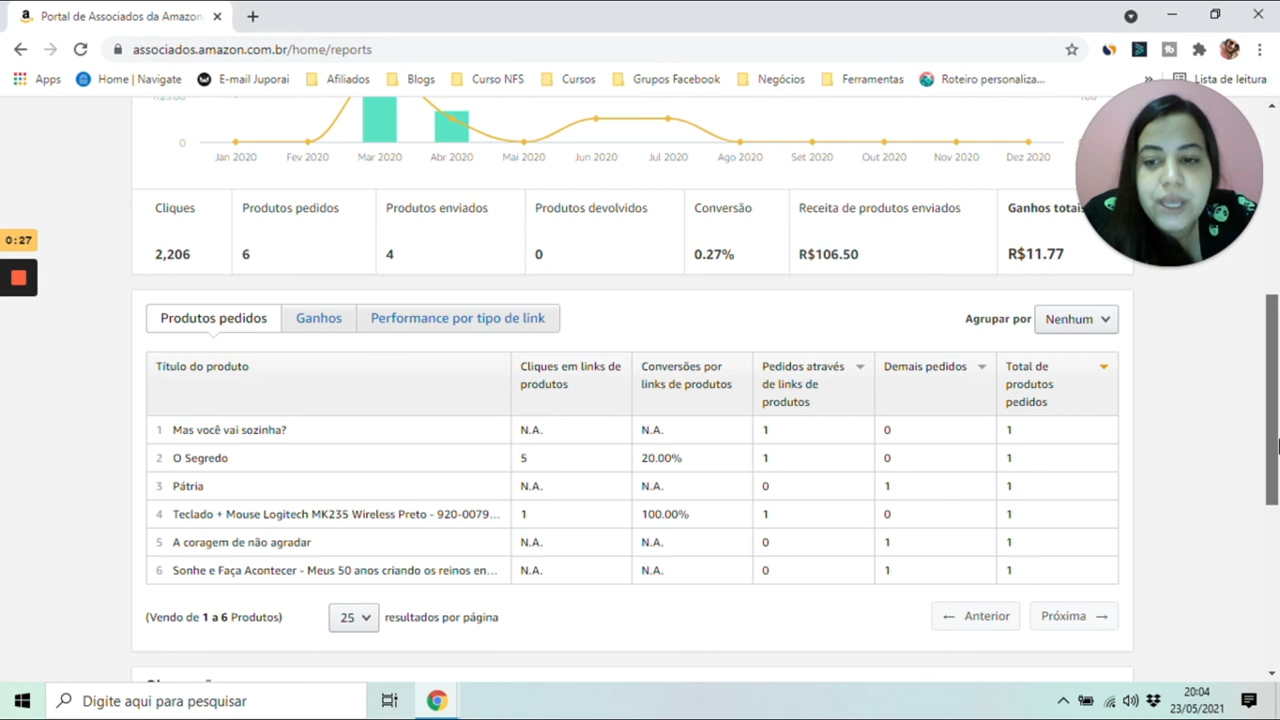 Portal de Associados da Amazon
associados.amazon.com.br/home/reports
Apps Home | Navigate E-mail Juporai Afiliados Blogs Curso NFS Cursos Grupos Facebook Negócios Ferramentas Roteiro personaliza... » Lista de leitura
0
Jan 2020 Fev 2020 Mar 2020 Abr 2020 Mai 2020 Jun 2020 Jul 2020 Ago 2020 Set 2020 Out 2020 Nov 2020 Dez 2020
Cliques Produtos pedidos Produtos enviados Produtos devolvidos Conversão Receita de produtos enviados Ganhos totais
0:27
2,206 6 4 0 0.27% R$106.50 R$11.77
Produtos pedidos Ganhos Performance por tipo de link Agrupar por Nenhum
Título do produto Cliques em links de produtos Conversões por links de produtos Pedidos através de links de produtos Demais pedidos Total de produtos pedidos
1 Mas você vai sozinha? N.A. N.A. 1 0 1
2 O Segredo 5 20.00% 1 0 1
3 Pátria N.A. N.A. 0 1 1
4 Teclado + Mouse Logitech MK235 Wireless Preto - 920-0079... 1 100.00% 1 0 1
5 A coragem de não agradar N.A. N.A. 0 1 1
6 Sonhe e Faça Acontecer - Meus 50 anos criando os reinos en... N.A. N.A. 0 1 1
(Vendo de 1 a 6 Produtos) 25 resultados por página ← Anterior Próxima →
Digite aqui para pesquisar
20:04
23/05/2021